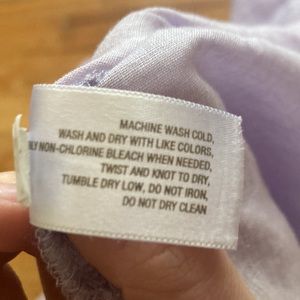 MACHINE WASH COLD,
WASH AND DRY WITH LIKE COLORS,
NON-CHLORINE BLEACH WHEN NEEDED,
TWIST AND KNOT TO DRY,
TUMBLE DRY LOW, DO NOT IRON,
DO NOT DRY CLEAN